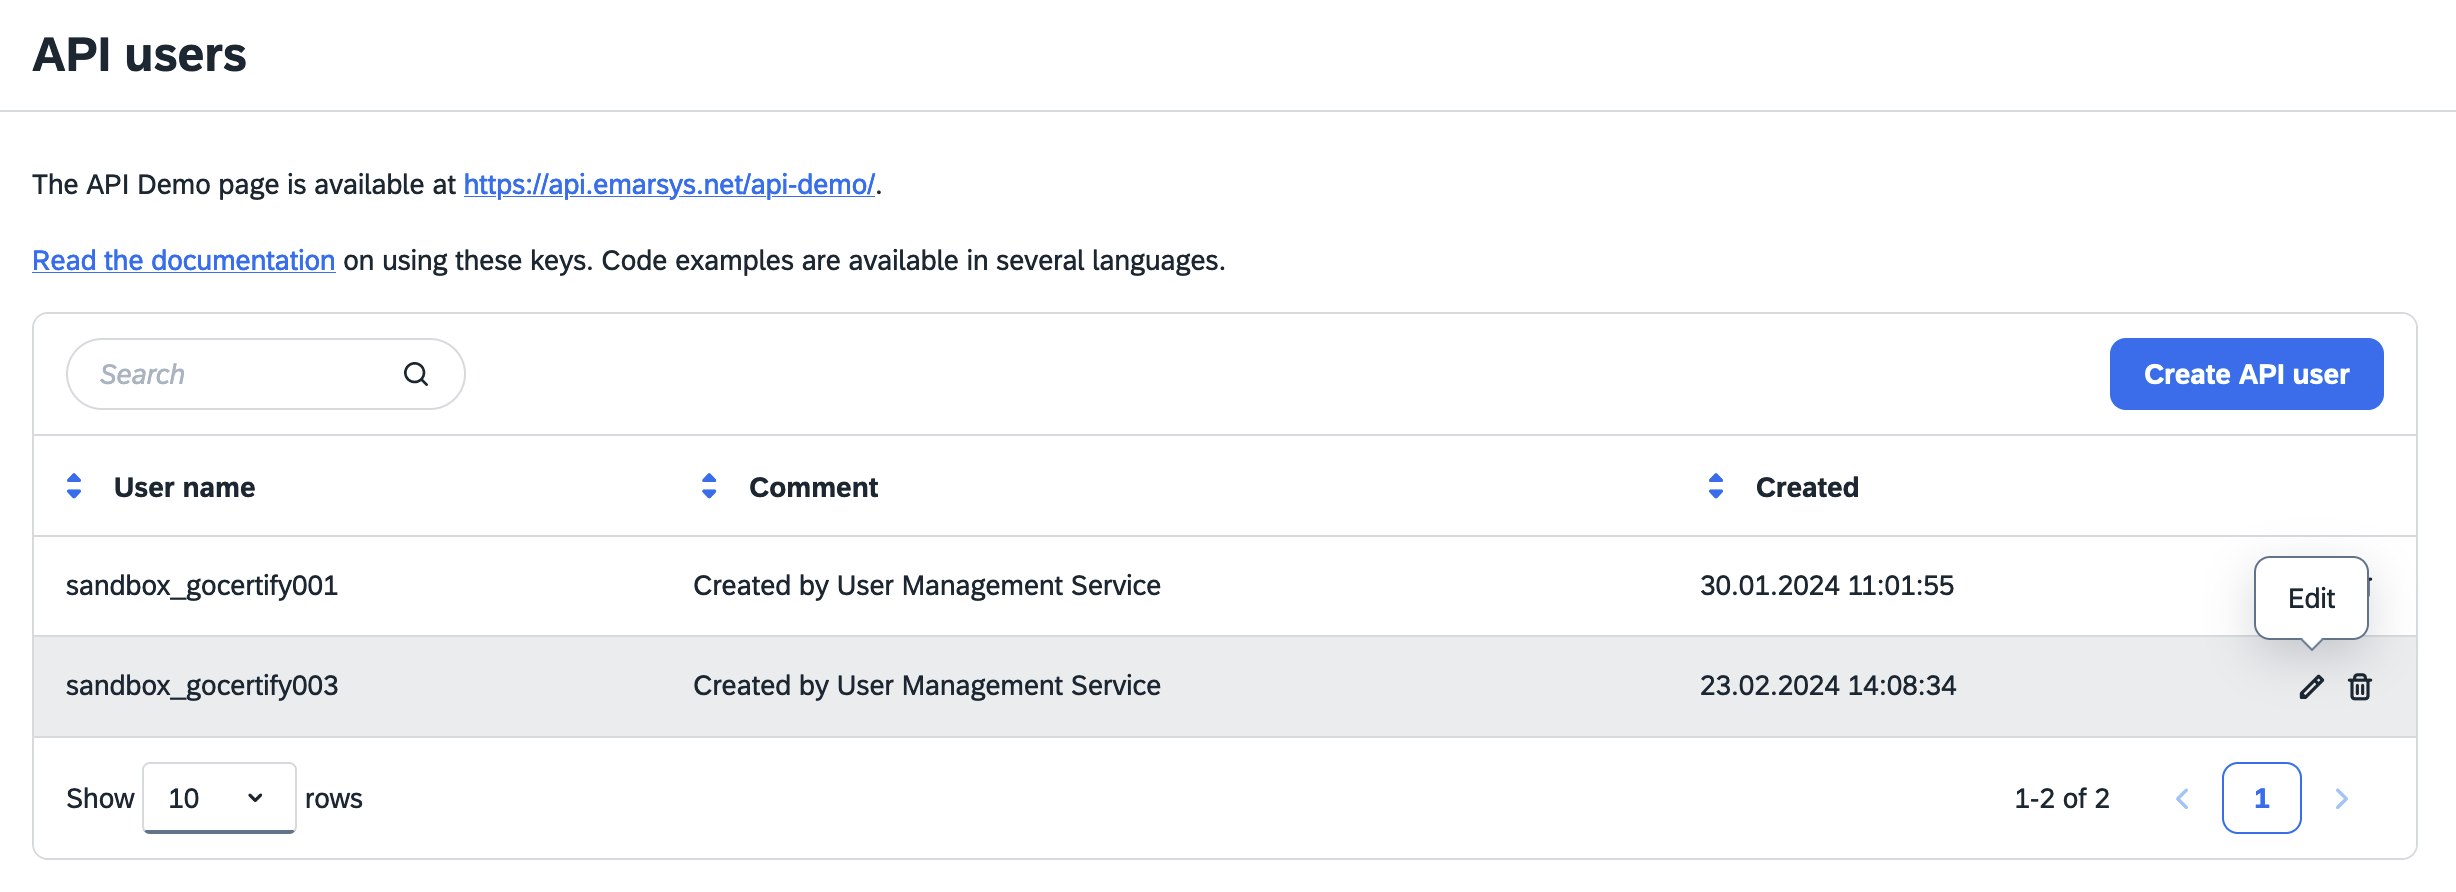 API users
The API Demo page is available at https://api.emarsys.net/api-demo/.
Read the documentation on using these keys. Code examples are available in several languages.
Search
Create API user
User name Comment Created
sandbox_gocertify001 Created by User Management Service 30.01.2024 11:01:55
Edit
sandbox_gocertify003 Created by User Management Service 23.02.2024 14:08:34
Show 10 rows 1-2 of 2 1